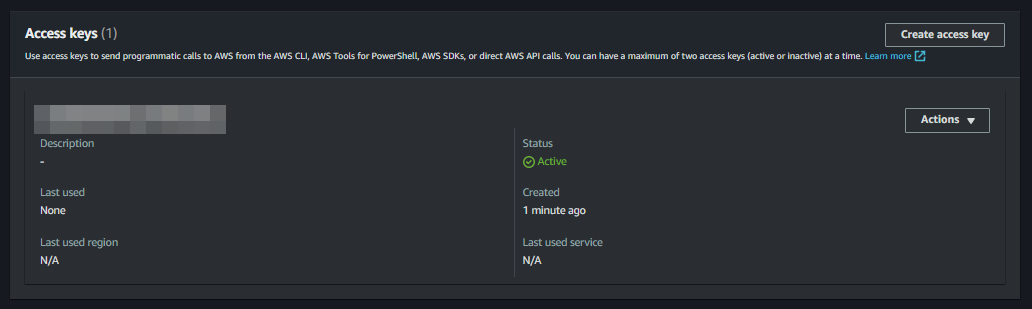 Access keys (1)
Create access key
Use access keys to send programmatic calls to AWS from the AWS CLI, AWS Tools for PowerShell, AWS SDKs, or direct AWS API calls. You can have a maximum of two access keys (active or inactive) at a time. Learn more
Actions
Description
-
Status
Active
Last used
None
Created
1 minute ago
Last used region
N/A
Last used service
N/A